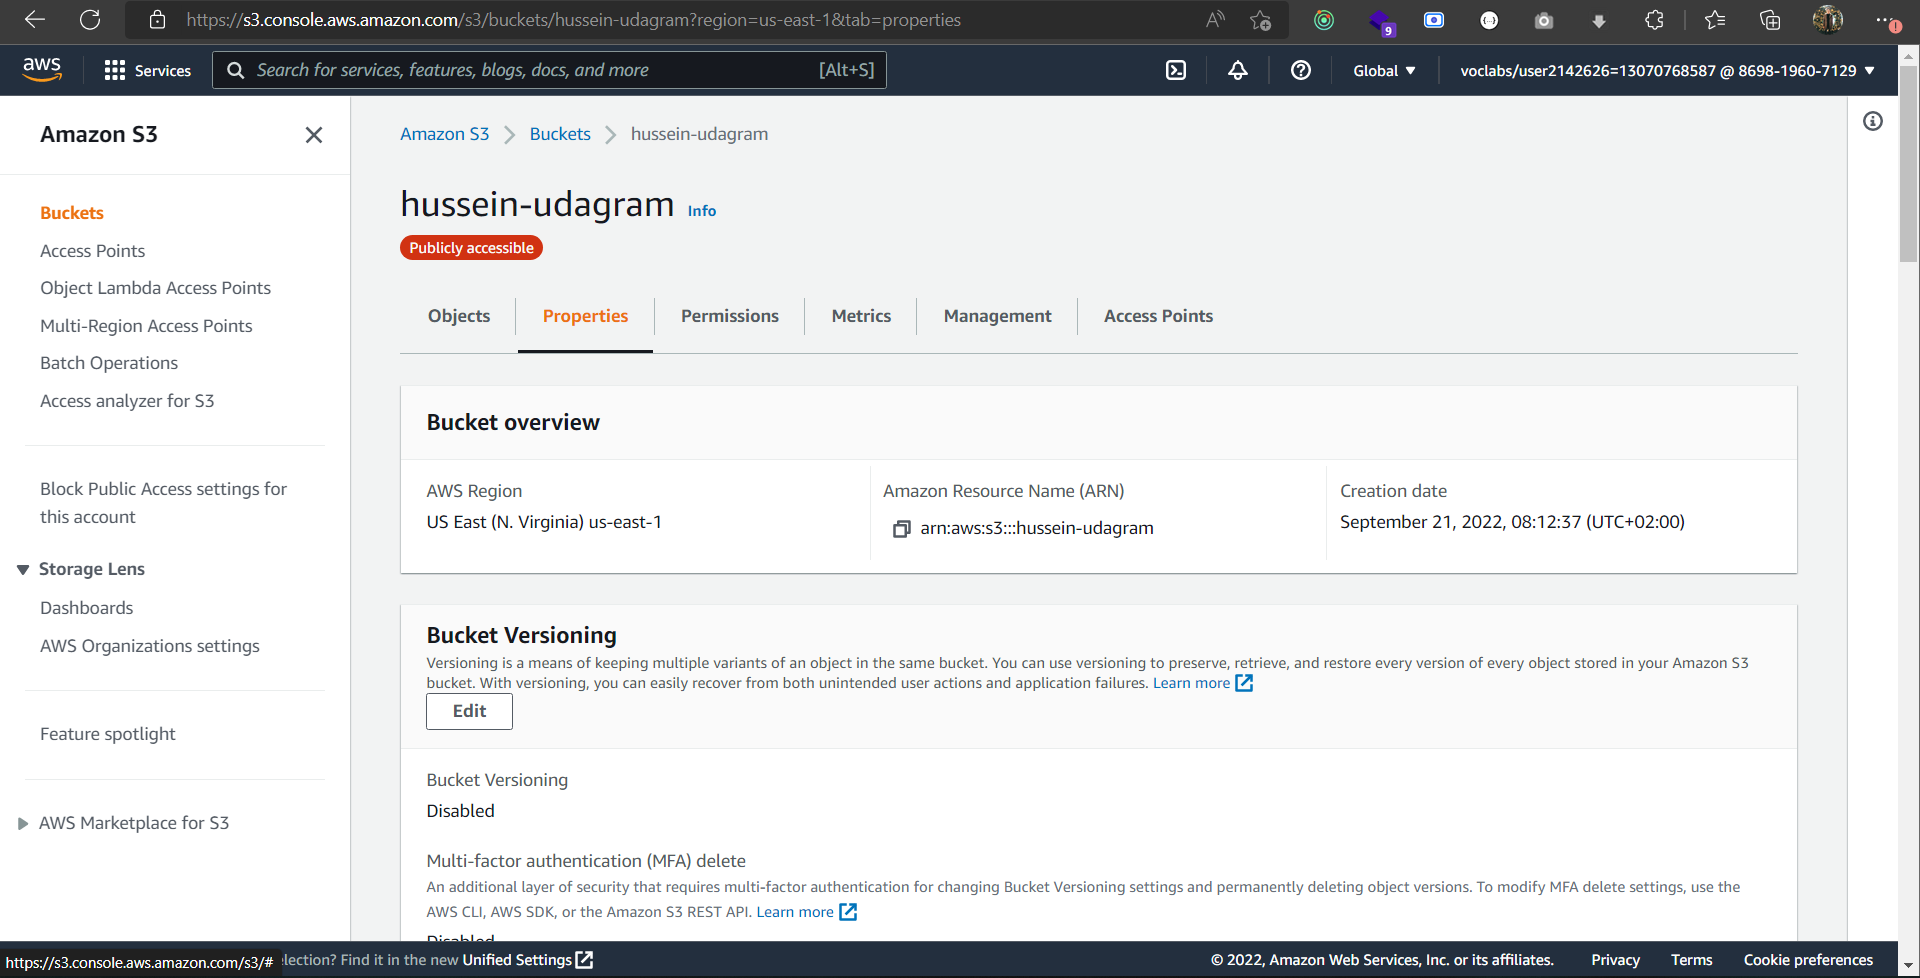 https://s3.console.aws.amazon.com/s3/buckets/hussein-udagram?region=us-east-1&tab=properties
9
aws
Services
Search for services, features, blogs, docs, and more
[Alt+S]
Global
voclabs/user2142626=13070768587 @ 8698-1960-7129
Amazon S3
Buckets
Access Points
Object Lambda Access Points
Multi-Region Access Points
Batch Operations
Access analyzer for S3
Block Public Access settings for
this account
Storage Lens
Dashboards
AWS Organizations settings
Feature spotlight
AWS Marketplace for S3
Amazon S3 Buckets hussein-udagram
hussein-udagram Info
Publicly accessible
Objects Properties Permissions Metrics Management Access Points
Bucket overview
AWS Region
US East (N. Virginia) us-east-1
Amazon Resource Name (ARN)
arn:aws:s3:::hussein-udagram
Creation date
September 21, 2022, 08:12:37 (UTC+02:00)
Bucket Versioning
Versioning is a means of keeping multiple variants of an object in the same bucket. You can use versioning to preserve, retrieve, and restore every version of every object stored in your Amazon S3
bucket. With versioning, you can easily recover from both unintended user actions and application failures. Learn more
Edit
Bucket Versioning
Disabled
Multi-factor authentication (MFA) delete
An additional layer of security that requires multi-factor authentication for changing Bucket Versioning settings and permanently deleting object versions. To modify MFA delete settings, use the
AWS CLI, AWS SDK, or the Amazon S3 REST API. Learn more
Disabled
https://s3.console.aws.amazon.com/s3/#
lection? Find it in the new Unified Settings
© 2022, Amazon Web Services, Inc. or its affiliates.
Privacy Terms Cookie preferences